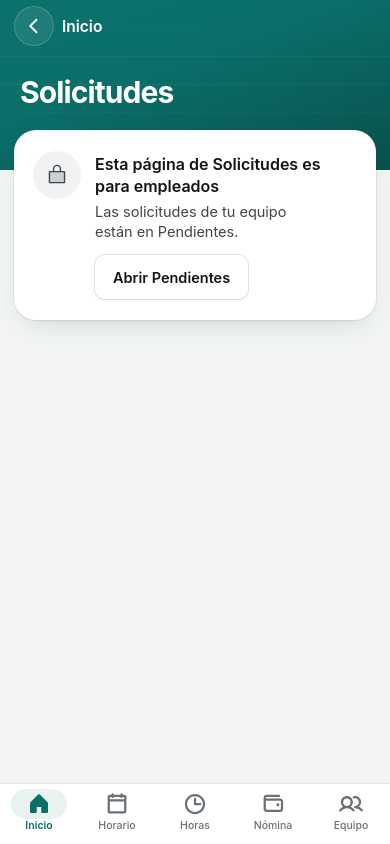 Inicio
Solicitudes
Esta página de Solicitudes es
para empleados
Las solicitudes de tu equipo
están en Pendientes.
Abrir Pendientes
Inicio
Horario
Horas
Nómina
Equipo